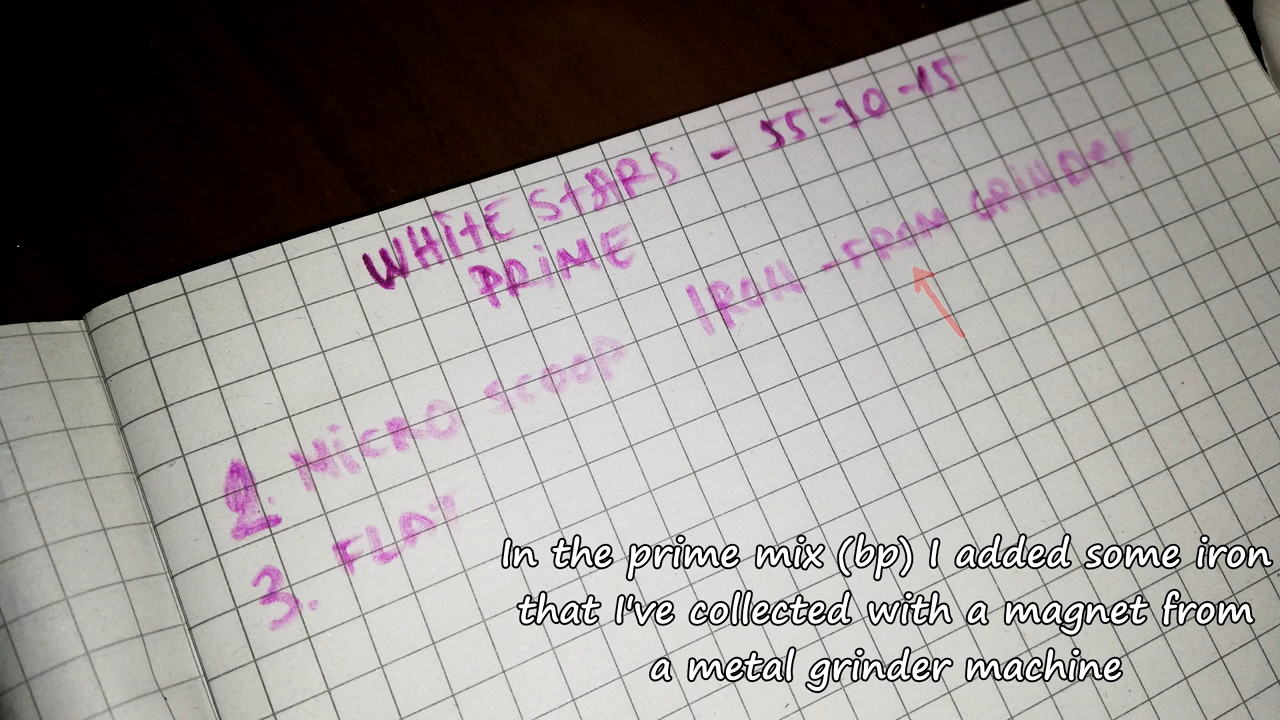 WHITE STARS - 55-10-15
PRIME
IRON - FROM GRINDER
2. MICRO SCOOP
3. FLAT
In the prime mix (bp) I added some iron
that I've collected with a magnet from
a metal grinder machine